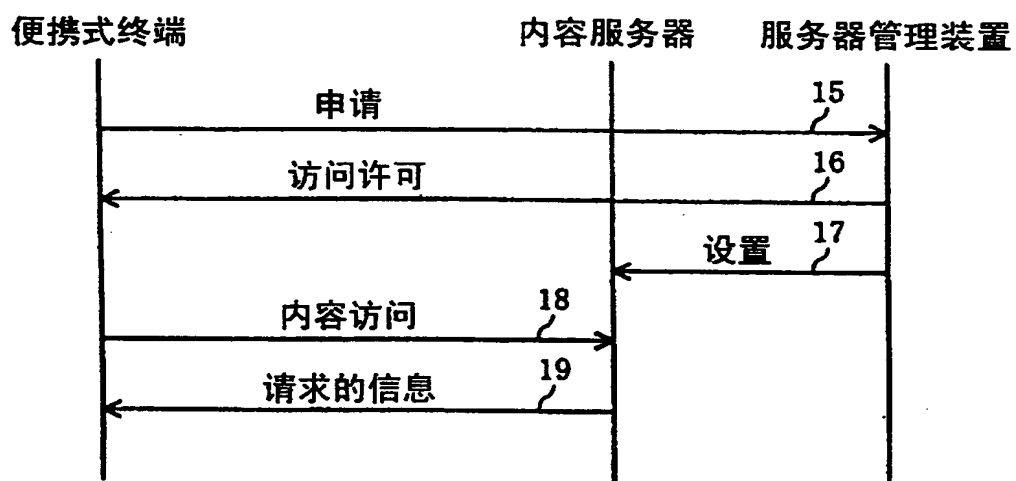 便携式终端
内容服务器
服务器管理装置
申请
15
访问许可
16
设置
17
内容访问
18
请求的信息
19